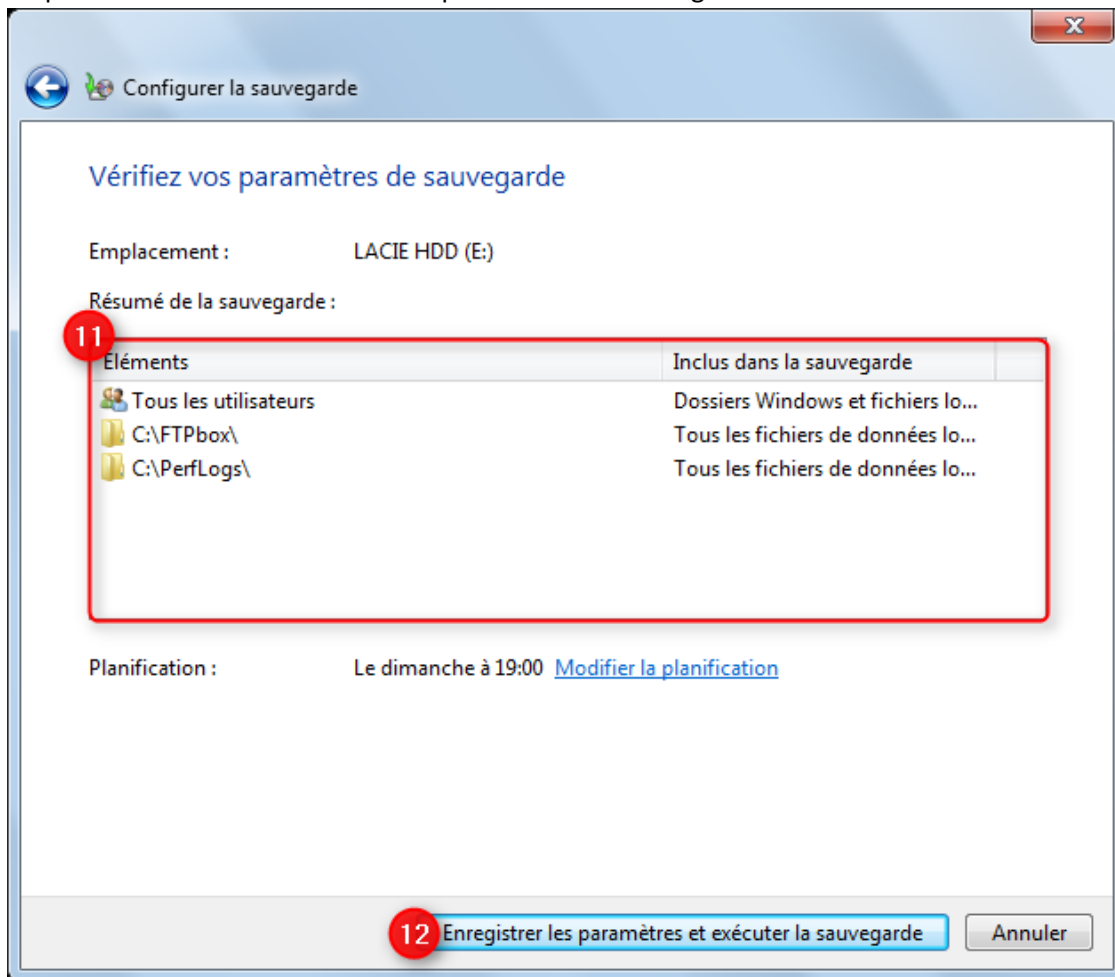 X
Configurer la sauvegarde
Vérifiez vos paramètres de sauvegarde
Emplacement : LACIE HDD (E:)
Résumé de la sauvegarde :
11
Eléments Inclus dans la sauvegarde
Tous les utilisateurs Dossiers Windows et fichiers lo...
C:\FTPbox\ Tous les fichiers de données lo...
C:\PerfLogs\ Tous les fichiers de données lo...
Planification : Le dimanche à 19:00 Modifier la planification
12 Enregistrer les paramètres et exécuter la sauvegarde Annuler